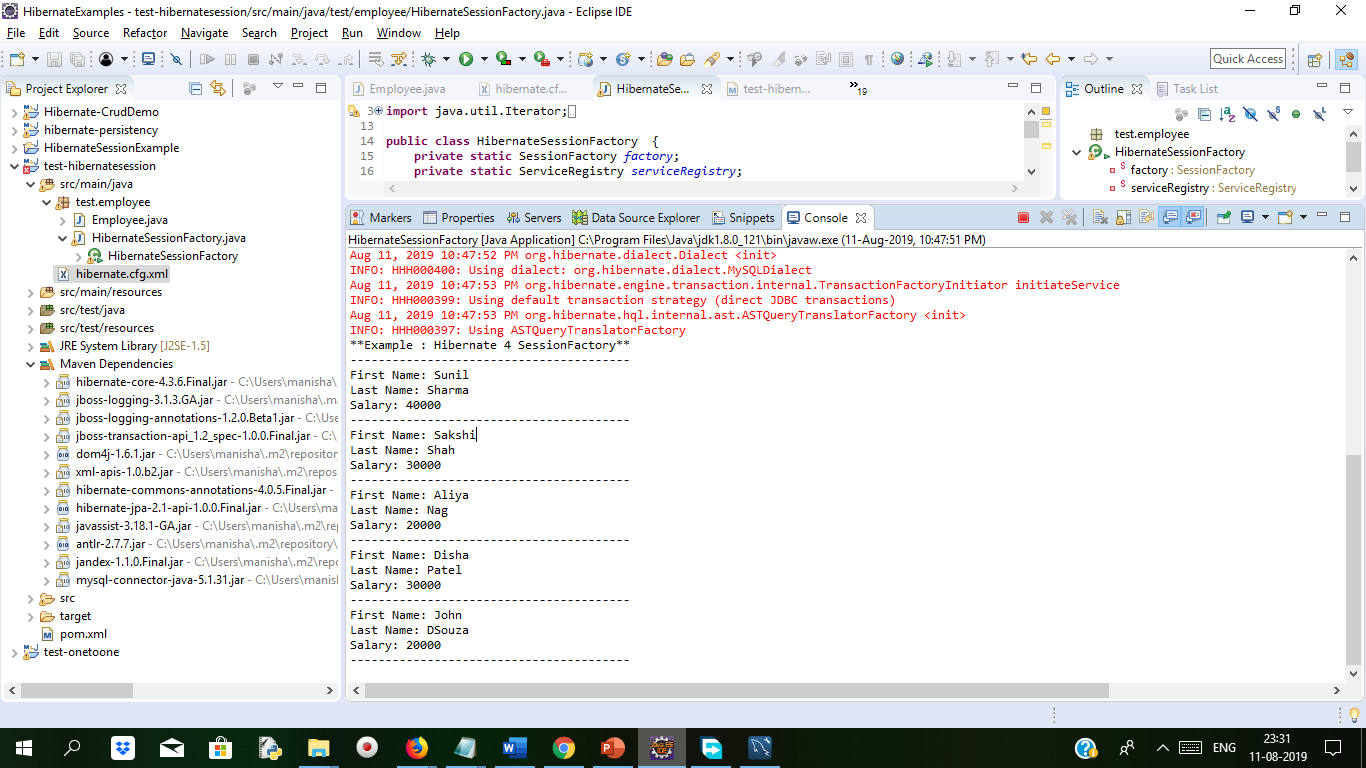 HibernateExamples - test-hibernatesession/src/main/java/test/employee/HibernateSessionFactory.java - Eclipse IDE
File Edit Source Refactor Navigate Search Project Run Window Help
Quick Access
Project Explorer
Hibernate-CrudDemo
hibernate-persistency
HibernateSessionExample
test-hibernatesession
src/main/java
test.employee
Employee.java
HibernateSessionFactory.java
HibernateSessionFactory
hibernate.cfg.xml
src/main/resources
src/test/java
src/test/resources
JRE System Library [J2SE-1.5]
Maven Dependencies
hibernate-core-4.3.6.Final.jar - C:\Users\manisha\
jboss-logging-3.1.3.GA.jar - C:\Users\manisha\.m
jboss-logging-annotations-1.2.0.Beta1.jar - C:\Use
jboss-transaction-api_1.2_spec-1.0.0.Final.jar - C:\
dom4j-1.6.1.jar - C:\Users\manisha\.m2\repository
xml-apis-1.0.b2.jar - C:\Users\manisha\.m2\repos
hibernate-commons-annotations-4.0.5.Final.jar -
hibernate-jpa-2.1-api-1.0.0.Final.jar - C:\Users\ma
javassist-3.18.1-GA.jar - C:\Users\manisha\.m2\re
antlr-2.7.7.jar - C:\Users\manisha\.m2\repository\
jandex-1.1.0.Final.jar - C:\Users\manisha\.m2\rep
mysql-connector-java-5.1.31.jar - C:\Users\manis
src
target
pom.xml
test-onetoone
Employee.java hibernate.cf... HibernateSe... test-hibern... »19
3 import java.util.Iterator;
13
14 public class HibernateSessionFactory {
15 private static SessionFactory factory;
16 private static ServiceRegistry serviceRegistry;
Outline Task List
test.employee
HibernateSessionFactory
factory : SessionFactory
serviceRegistry : ServiceRegistry
Markers Properties Servers Data Source Explorer Snippets Console
HibernateSessionFactory [Java Application] C:\Program Files\Java\jdk1.8.0_121\bin\javaw.exe (11-Aug-2019, 10:47:51 PM)
Aug 11, 2019 10:47:52 PM org.hibernate.dialect.Dialect <init>
INFO: HHH000400: Using dialect: org.hibernate.dialect.MySQLDialect
Aug 11, 2019 10:47:53 PM org.hibernate.engine.transaction.internal.TransactionFactoryInitiator initiateService
INFO: HHH000399: Using default transaction strategy (direct JDBC transactions)
Aug 11, 2019 10:47:53 PM org.hibernate.hql.internal.ast.ASTQueryTranslatorFactory <init>
INFO: HHH000397: Using ASTQueryTranslatorFactory
**Example : Hibernate 4 SessionFactory**
----------------------------------------
First Name: Sunil
Last Name: Sharma
Salary: 40000
----------------------------------------
First Name: Sakshi
Last Name: Shah
Salary: 30000
----------------------------------------
First Name: Aliya
Last Name: Nag
Salary: 20000
----------------------------------------
First Name: Disha
Last Name: Patel
Salary: 30000
----------------------------------------
First Name: John
Last Name: DSouza
Salary: 20000
----------------------------------------
ENG
23:31
11-08-2019